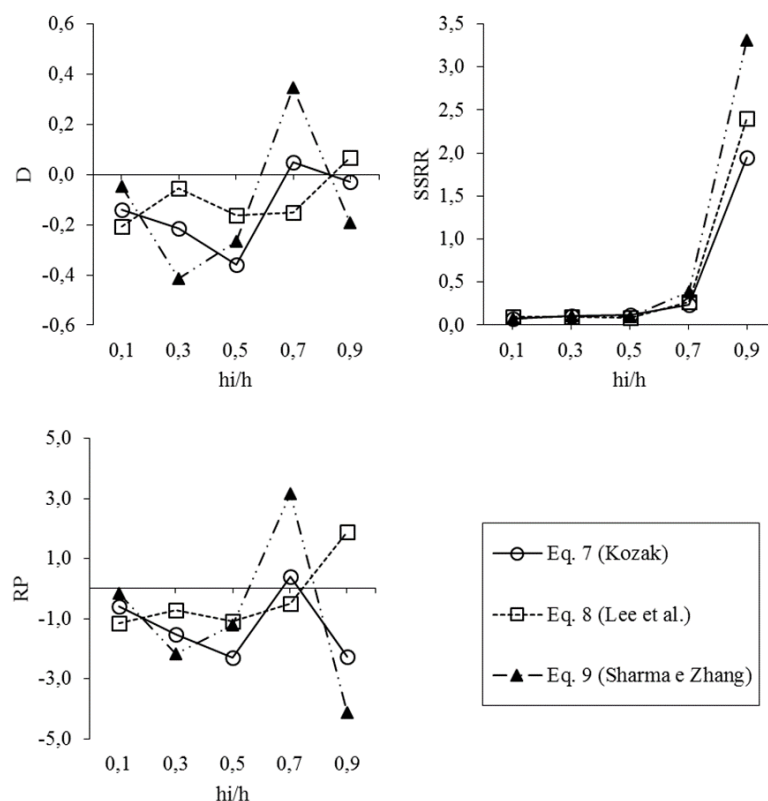 0,6
0,4
0,2
0,0
-0,2
-0,4
-0,6
D
0,1 0,3 0,5 0,7 0,9
hi/h
3,5
3,0
2,5
2,0
1,5
1,0
0,5
0,0
SSRR
0,1 0,3 0,5 0,7 0,9
hi/h
5,0
3,0
1,0
-1,0
-3,0
-5,0
RP
0,1 0,3 0,5 0,7 0,9
hi/h
Eq. 7 (Kozak)
Eq. 8 (Lee et al.)
Eq. 9 (Sharma e Zhang)